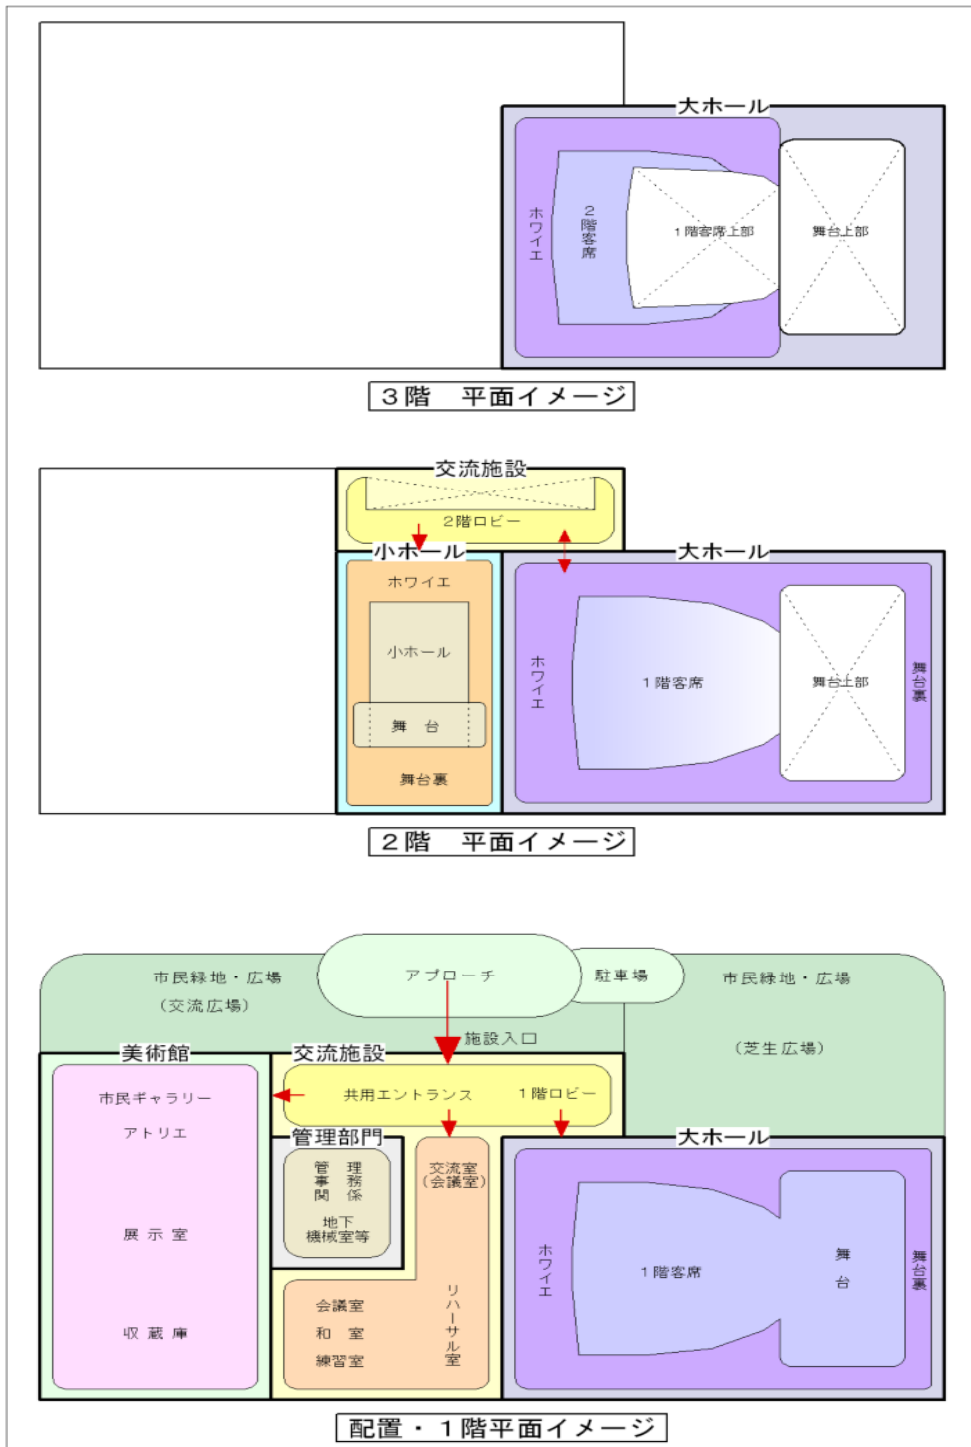 大ホール
ホワイエ
２階客席
１階客席上部
舞台上部
３階　平面イメージ
交流施設
２階ロビー
小ホール
ホワイエ
小ホール
舞　台
舞台裏
大ホール
ホワイエ
１階客席
舞台上部
舞台裏
２階　平面イメージ
アプローチ
駐車場
市民緑地・広場
（交流広場）
市民緑地・広場
（芝生広場）
施設入口
美術館
市民ギャラリー
アトリエ
展 示 室
収 蔵 庫
交流施設
共用エントランス
１階ロビー
管理部門
管　理
事　務
関　係
地下
機械室等
交流室
(会議室)
会議室
和　室
練習室
リハーサル室
大ホール
ホワイエ
１階客席
舞　台
舞台裏
配置・１階平面イメージ